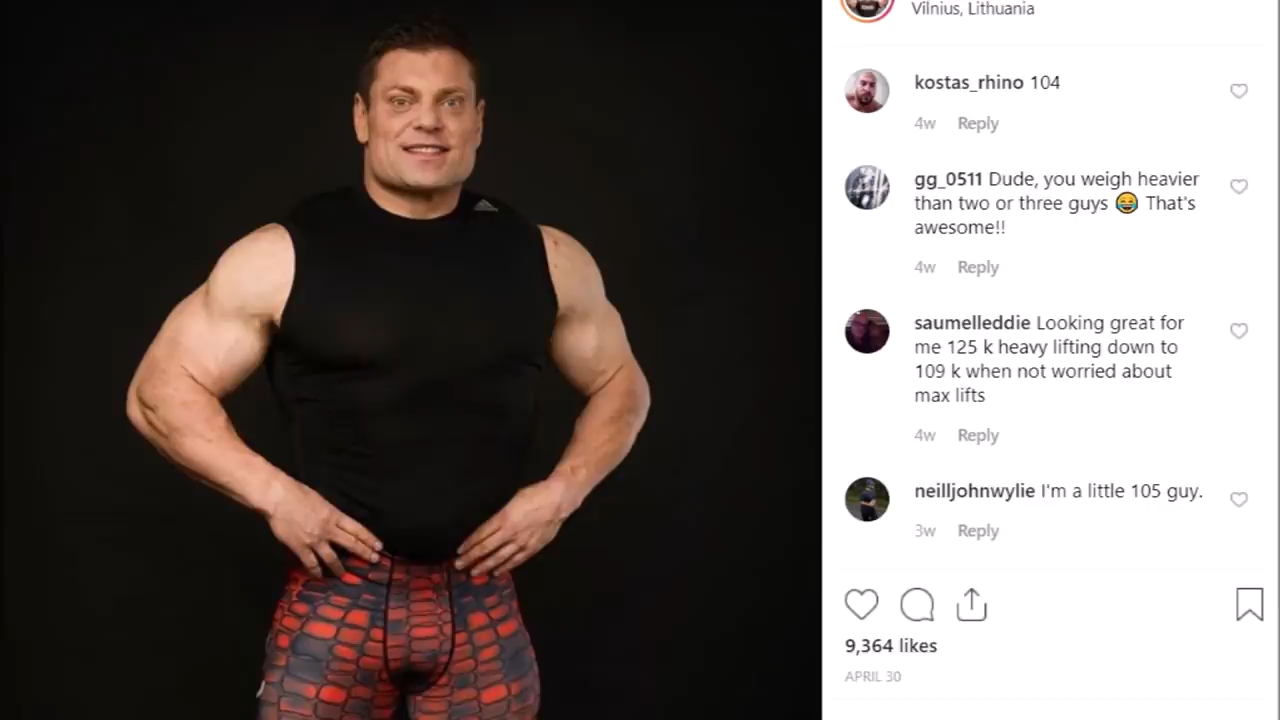 Vilnius, Lithuania
kostas_rhino 104
4w Reply
gg_0511 Dude, you weigh heavier
than two or three guys 😂 That's
awesome!!
4w Reply
saumelleddie Looking great for
me 125 k heavy lifting down to
109 k when not worried about
max lifts
4w Reply
neilljohnwylie I'm a little 105 guy.
3w Reply
9,364 likes
APRIL 30